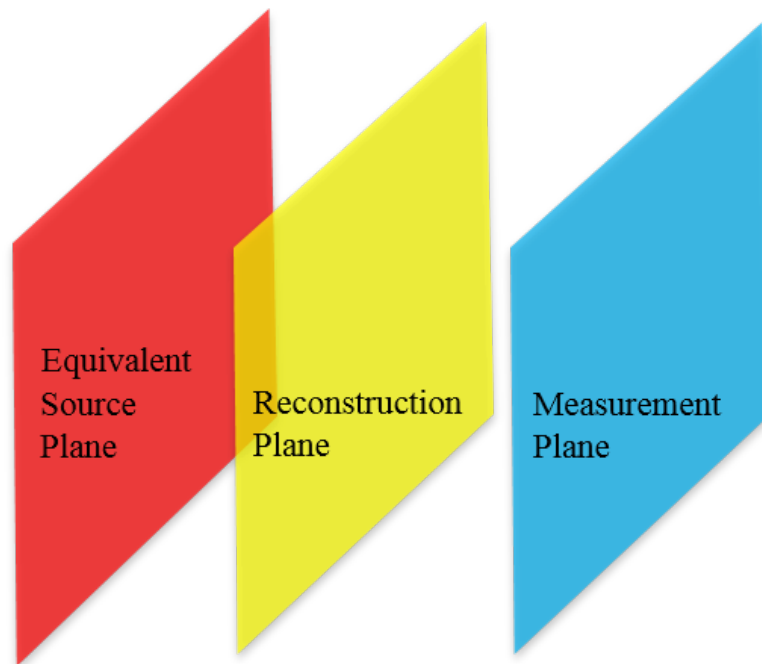 Equivalent
Source
Plane
Reconstruction
Plane
Measurement
Plane